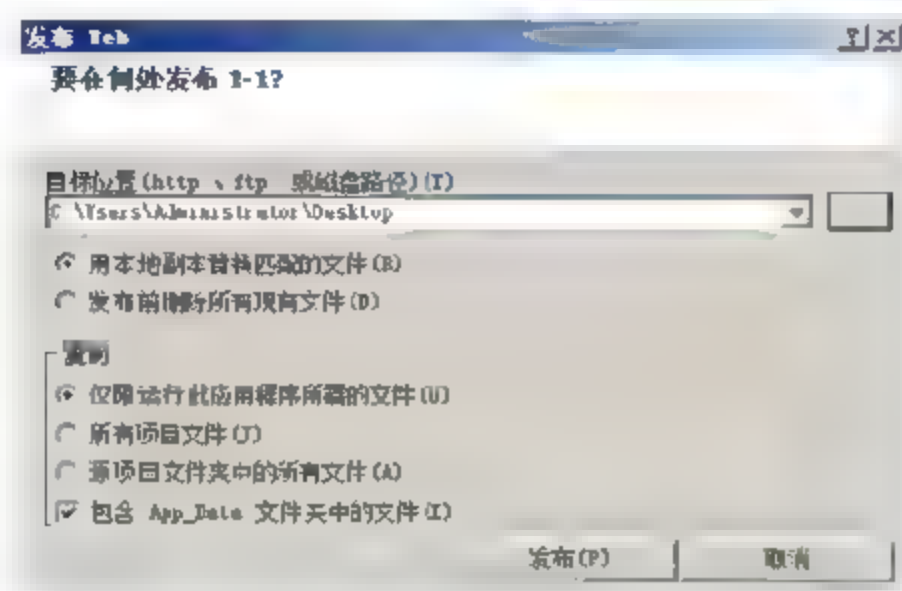 发布 Web
要在何处发布 1-1?
目标位置(http、ftp 或磁盘路径)(T)
C:\Users\Administrator\Desktop
用本地副本替换匹配的文件(R)
发布前删除所有现有文件(D)
复制
仅限运行此应用程序所需的文件(U)
所有项目文件(J)
源项目文件夹中的所有文件(A)
包含 App_Data 文件夹中的文件(I)
发布(P)
取消